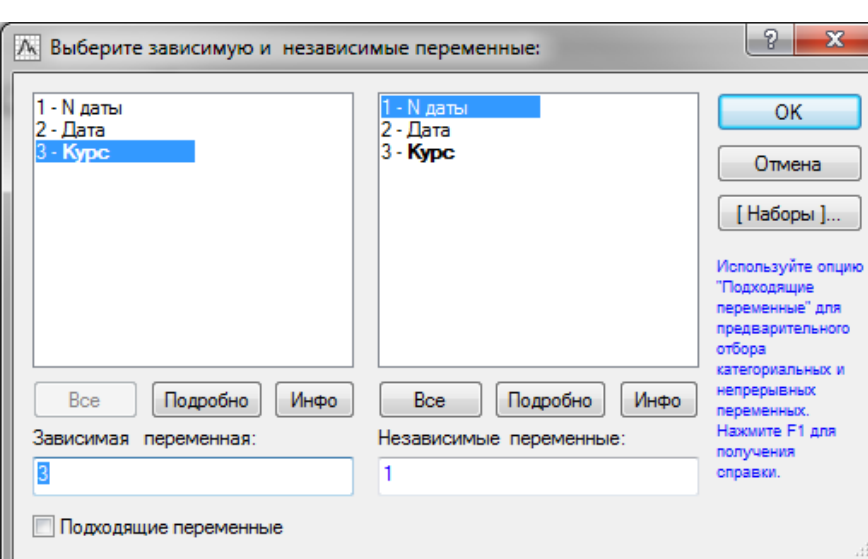 Выберите зависимую и независимые переменные:
1 - N даты
2 - Дата
3 - Курс
1 - N даты
2 - Дата
3 - Курс
OK
Отмена
[ Наборы ]...
Используйте опцию
"Подходящие
переменные" для
предварительного
отбора
категориальных и
непрерывных
переменных.
Нажмите F1 для
получения
справки.
Все Подробно Инфо
Все Подробно Инфо
Зависимая переменная:
Независимые переменные:
3
1
Подходящие переменные